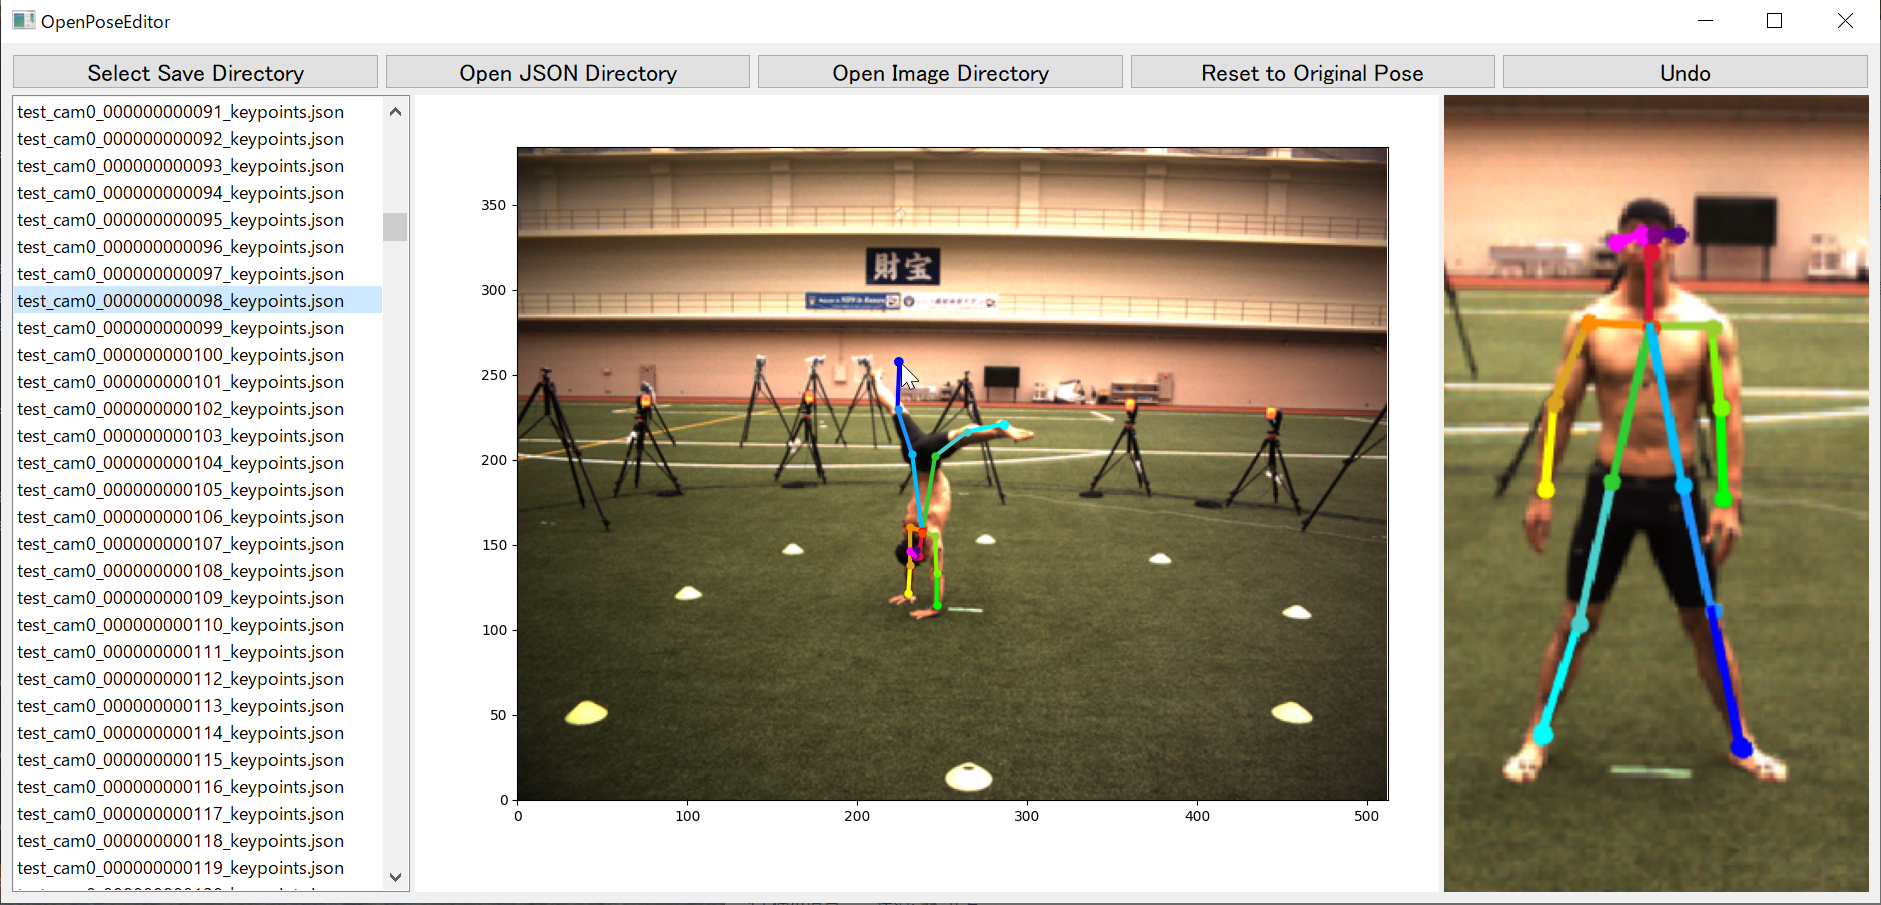 OpenPoseEditor
Select Save Directory
Open JSON Directory
Open Image Directory
Reset to Original Pose
Undo
test_cam0_000000000091_keypoints.json
test_cam0_000000000092_keypoints.json
test_cam0_000000000093_keypoints.json
test_cam0_000000000094_keypoints.json
test_cam0_000000000095_keypoints.json
test_cam0_000000000096_keypoints.json
test_cam0_000000000097_keypoints.json
test_cam0_000000000098_keypoints.json
test_cam0_000000000099_keypoints.json
test_cam0_000000000100_keypoints.json
test_cam0_000000000101_keypoints.json
test_cam0_000000000102_keypoints.json
test_cam0_000000000103_keypoints.json
test_cam0_000000000104_keypoints.json
test_cam0_000000000105_keypoints.json
test_cam0_000000000106_keypoints.json
test_cam0_000000000107_keypoints.json
test_cam0_000000000108_keypoints.json
test_cam0_000000000109_keypoints.json
test_cam0_000000000110_keypoints.json
test_cam0_000000000111_keypoints.json
test_cam0_000000000112_keypoints.json
test_cam0_000000000113_keypoints.json
test_cam0_000000000114_keypoints.json
test_cam0_000000000115_keypoints.json
test_cam0_000000000116_keypoints.json
test_cam0_000000000117_keypoints.json
test_cam0_000000000118_keypoints.json
test_cam0_000000000119_keypoints.json
350
300
250
200
150
100
50
0
財宝
0
100
200
300
400
500